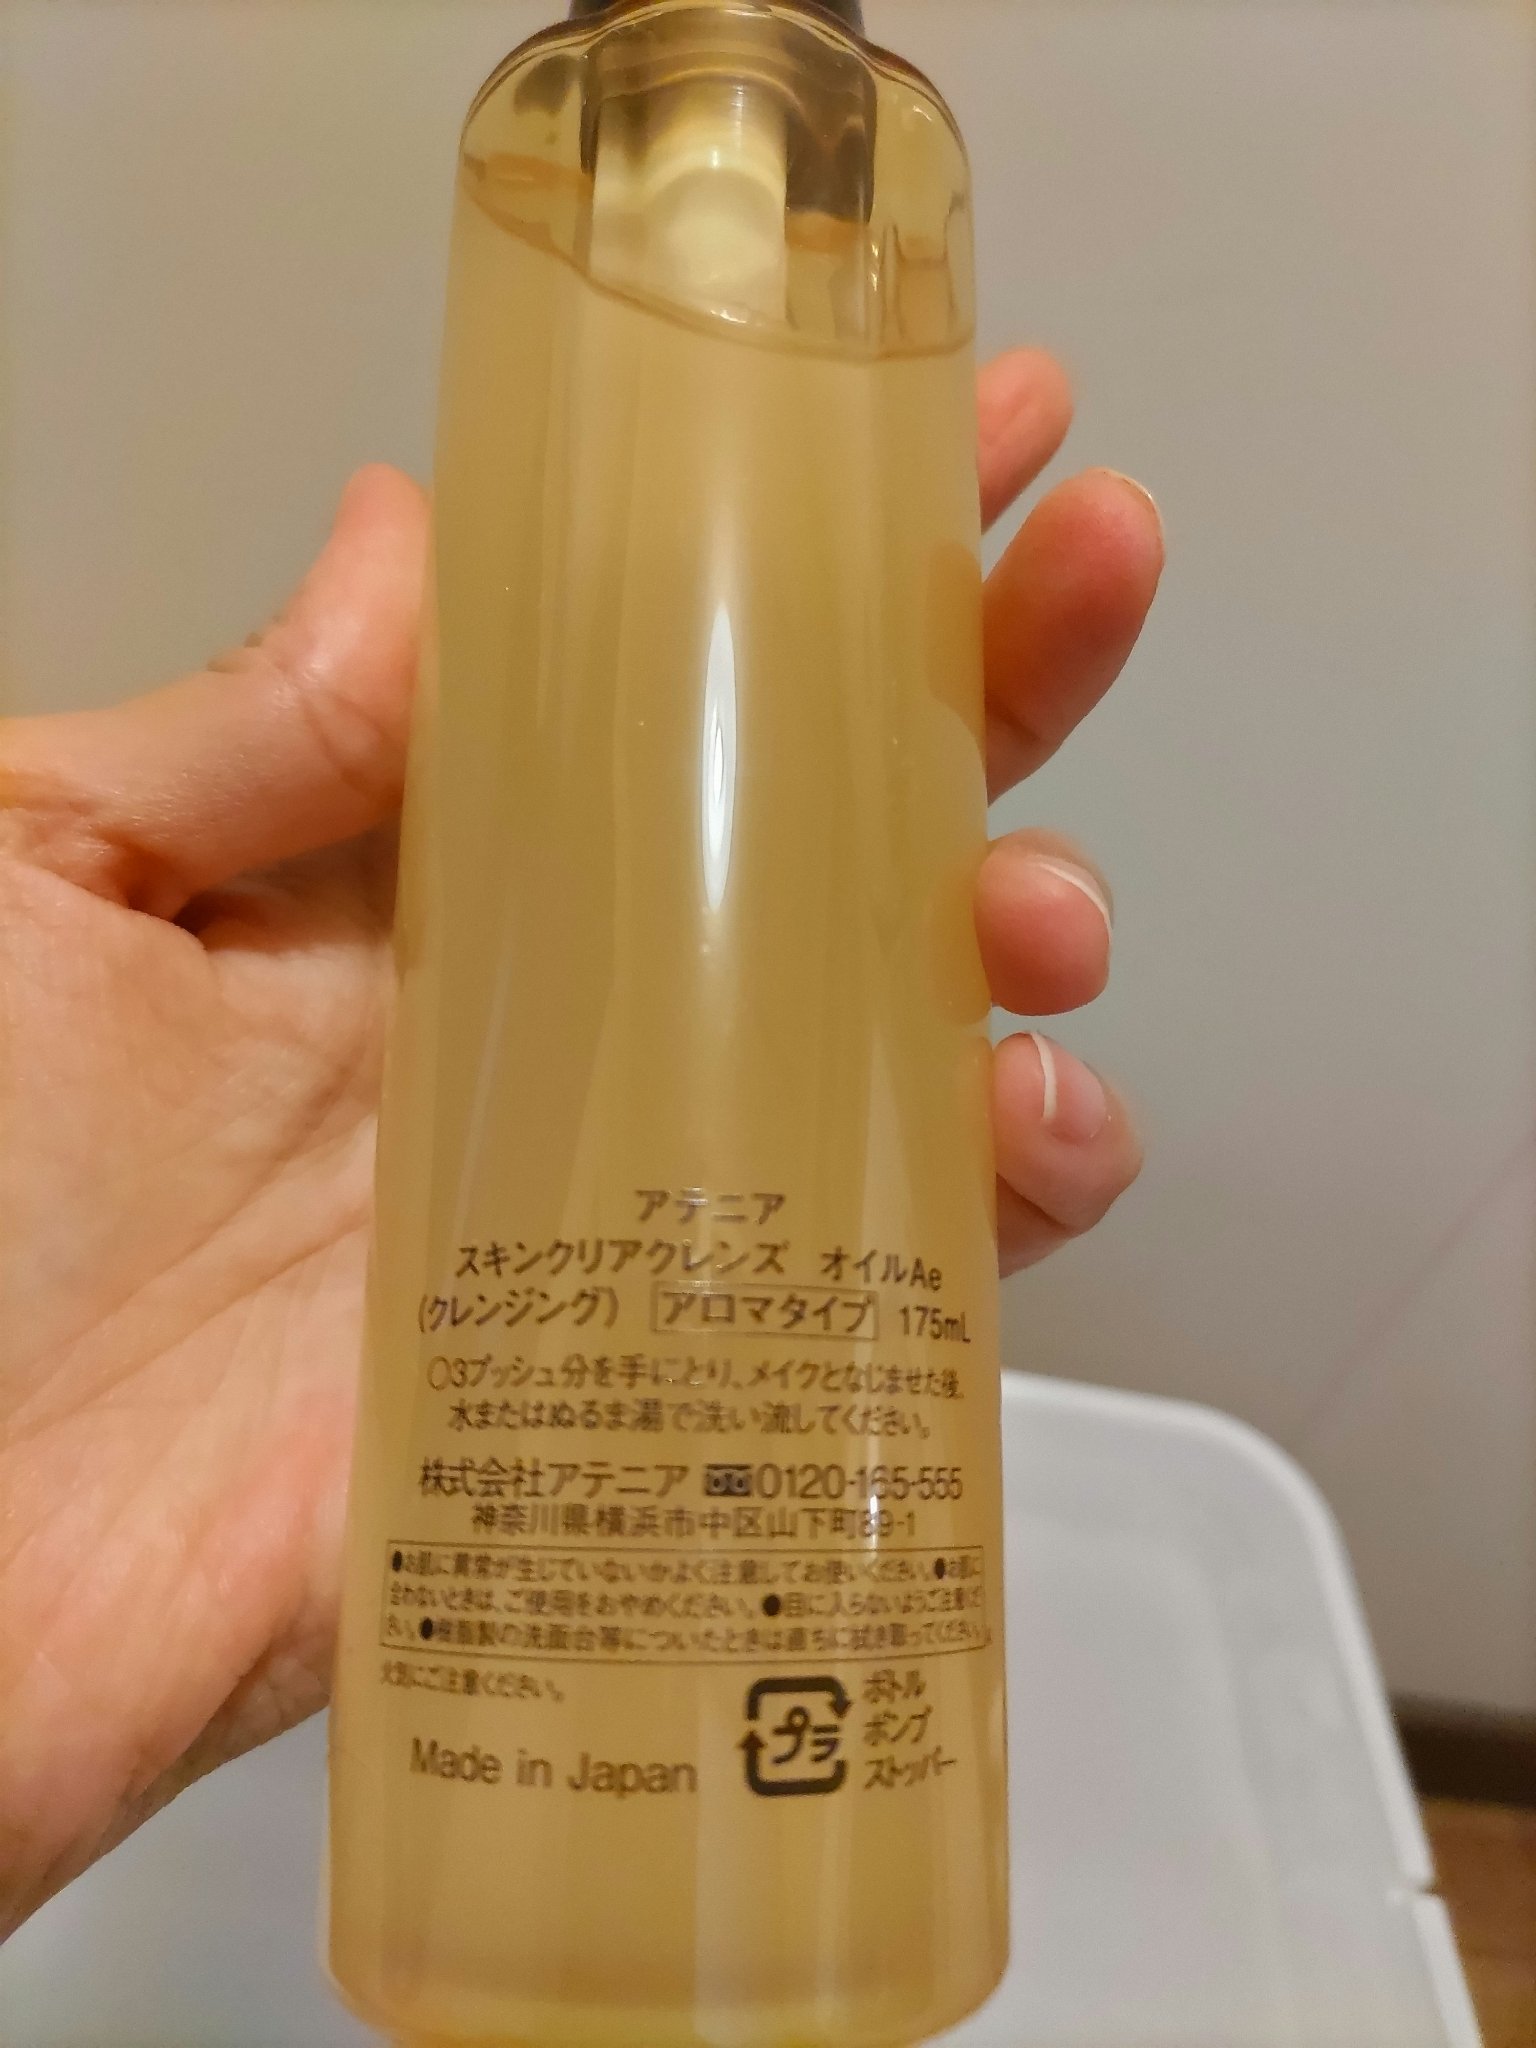 アテニア
スキンクリアクレンズ オイルAe
(クレンジング) アロマタイプ 175mL
○3プッシュ分を手にとり、メイクとなじませた後、
水またはぬるま湯で洗い流してください。
株式会社アテニア 0120-165-555
神奈川県横浜市中区山下町89-1
●お肌に異常が生じていないかよく注意してお使いください。●お肌に
合わないときは、ご使用をおやめください。●目に入らないようご注意くだ
さい。●樹脂製の洗面台等についたときは直ちに拭き取ってください。
火気にご注意ください。
Made in Japan
プラ
ボトル
ポンプ
ストッパー